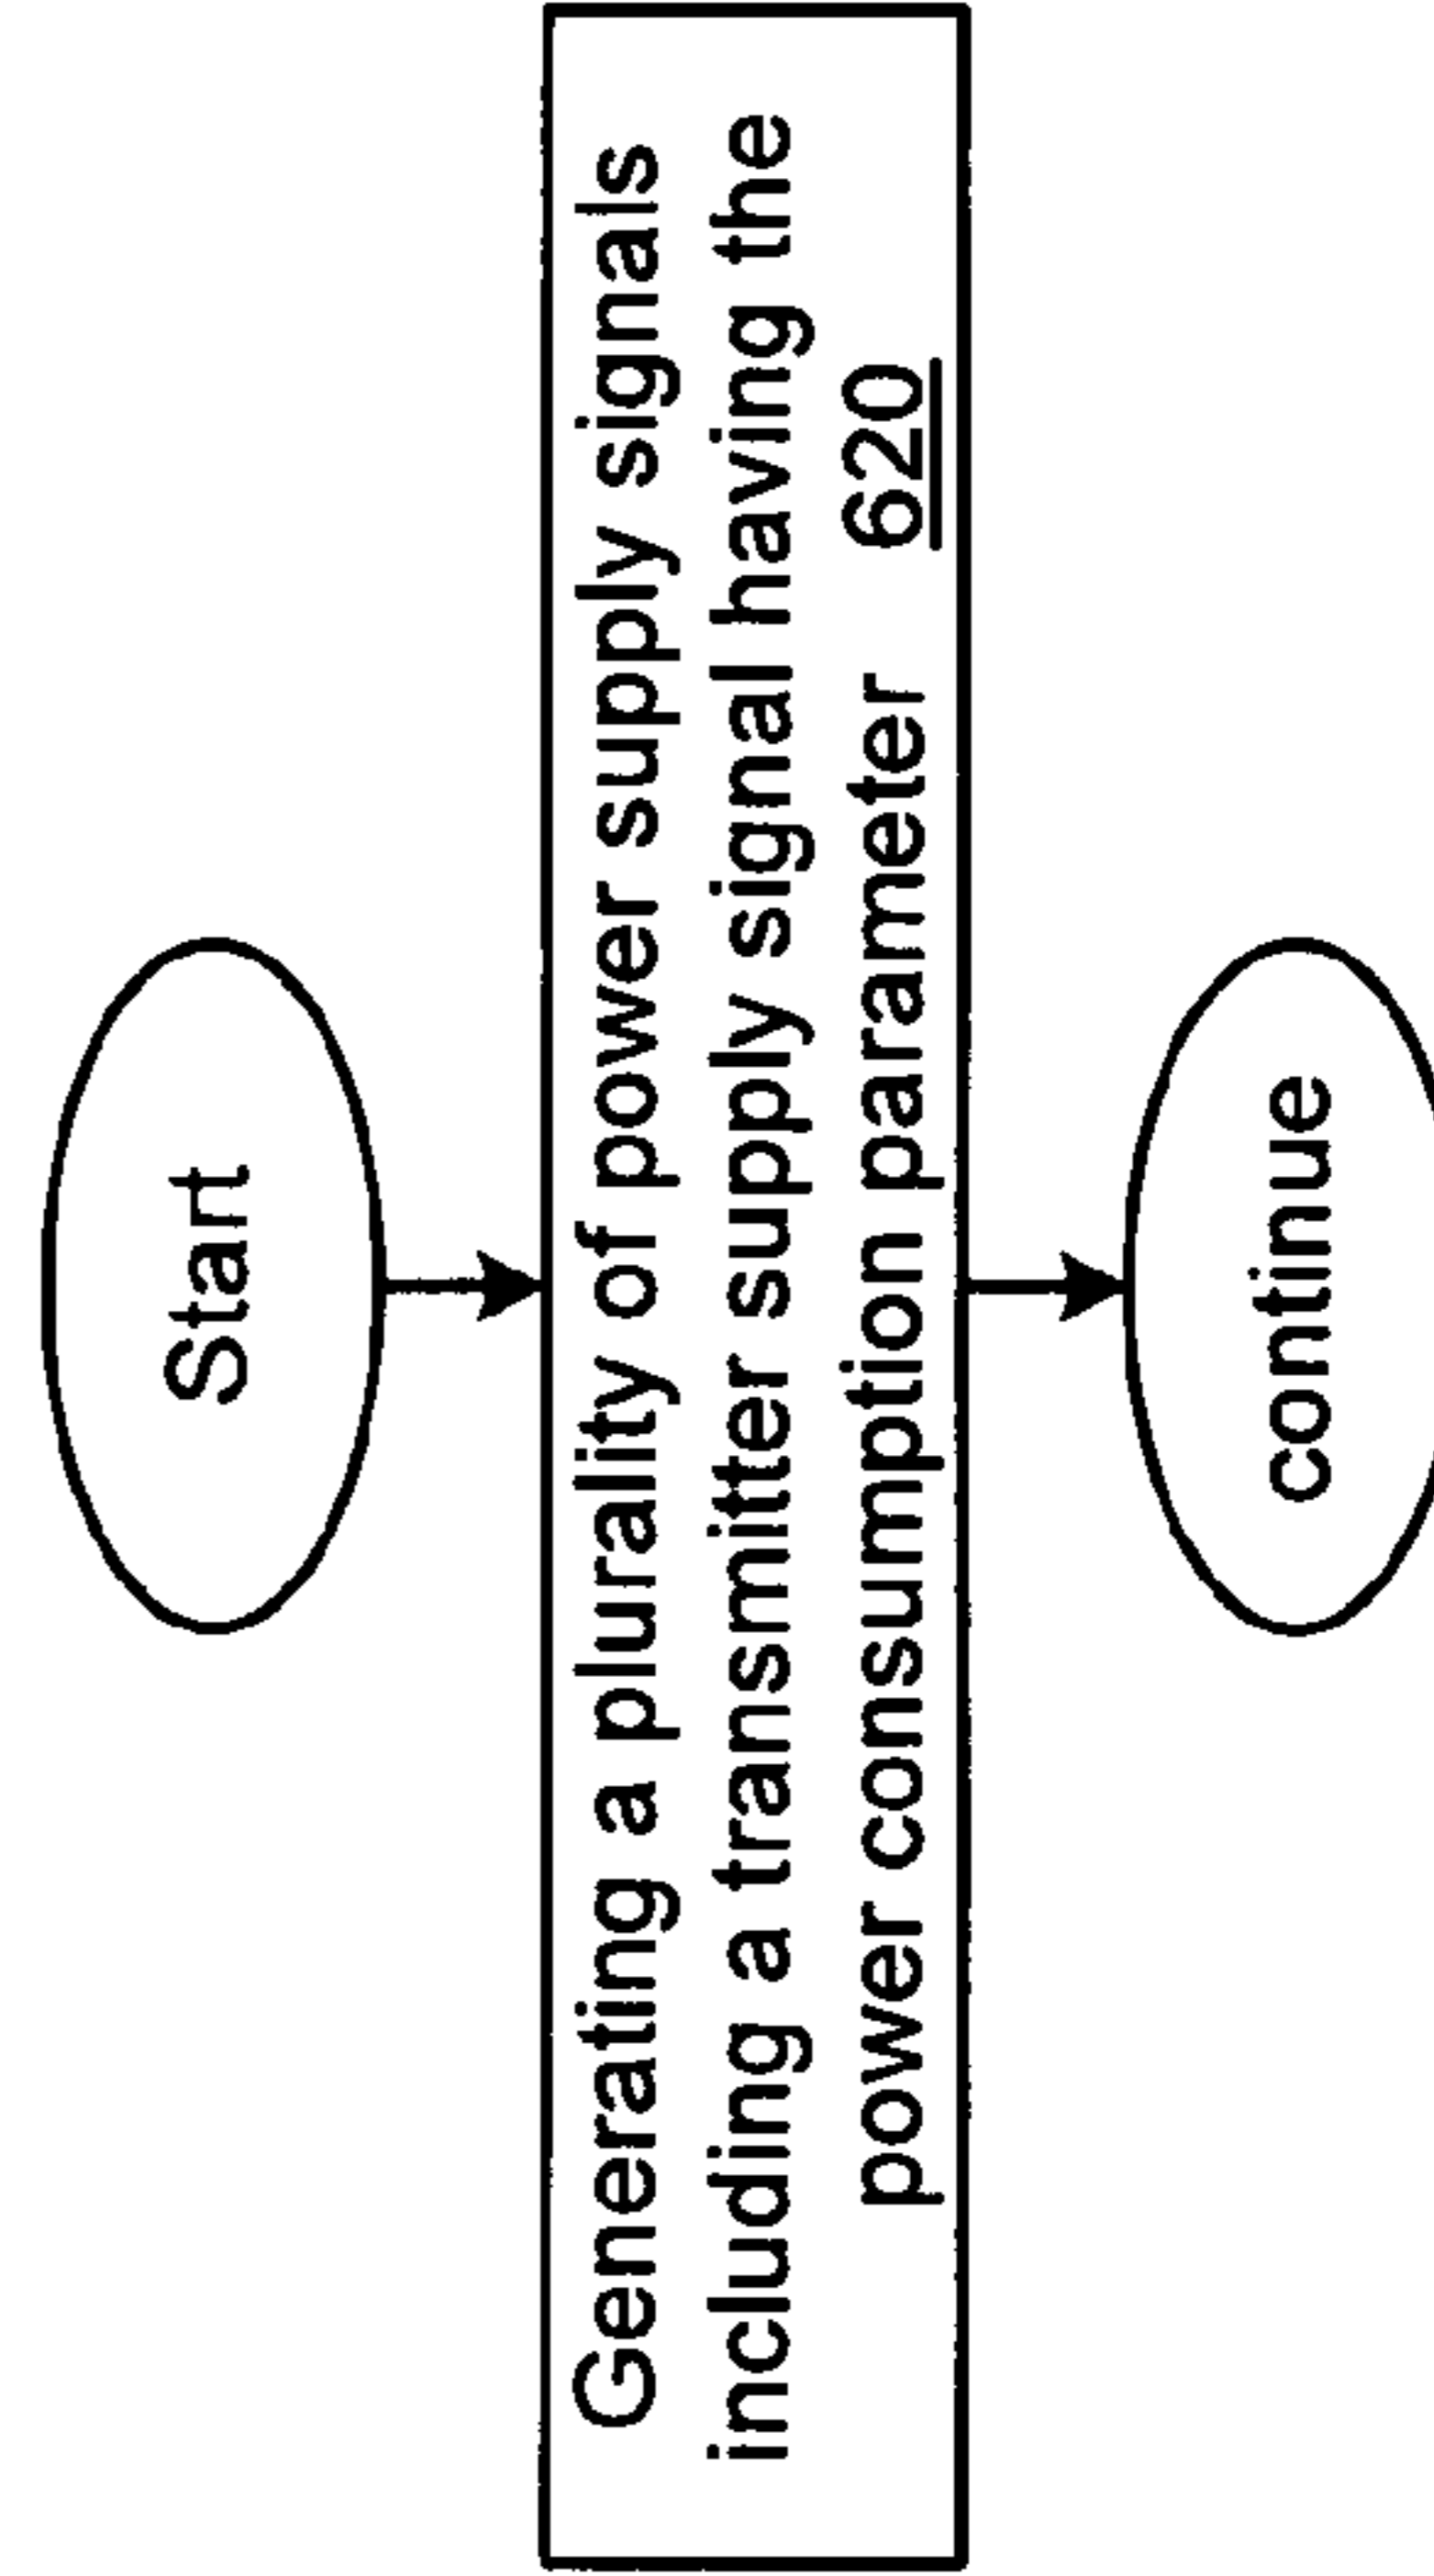 Start
Generating a plurality of power supply signals
including a transmitter supply signal having the
power consumption parameter 620
continue